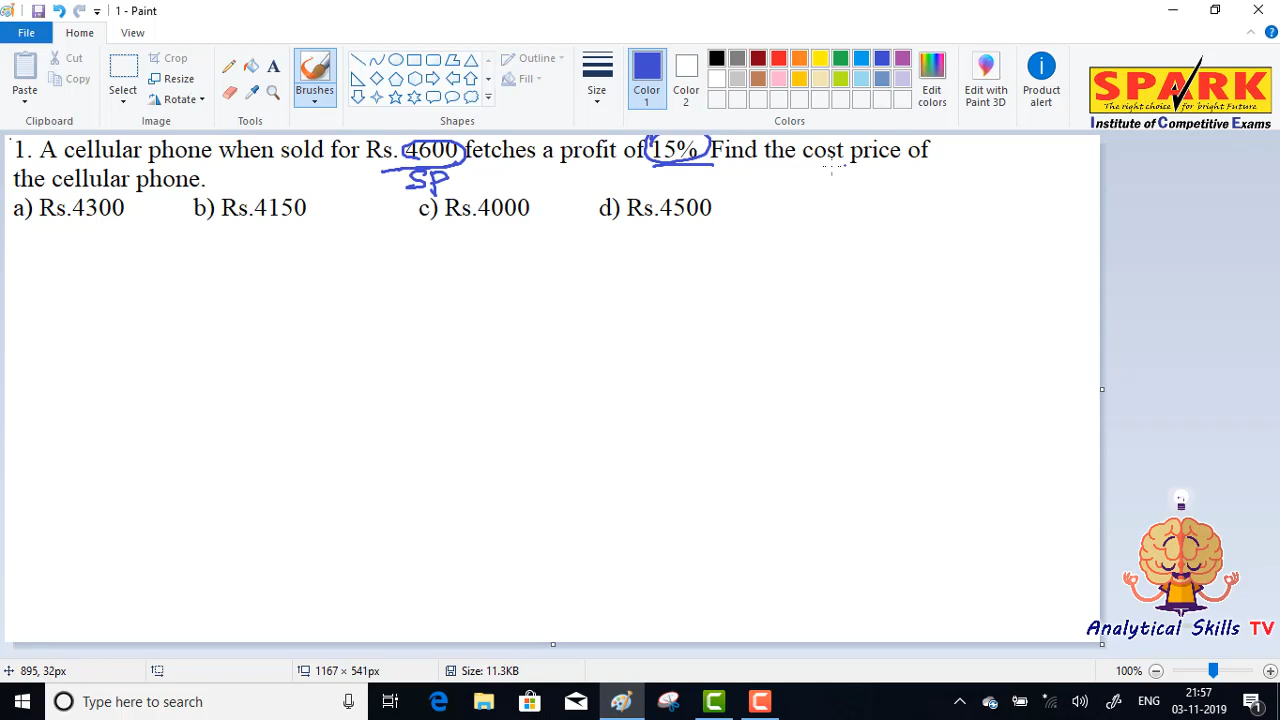 1 - Paint
File
Home
View
Paste
Cut
Copy
Clipboard
Select
Crop
Resize
Rotate
Image
Tools
Brushes
Outline
Fill
Shapes
Size
Color 1
Color 2
Edit colors
Edit with Paint 3D
Product alert
Colors
SPARK
The right choice for bright Future
Institute of Competitive Exams
1. A cellular phone when sold for Rs. 4600 fetches a profit of 15%. Find the cost price of
the cellular phone.
SP
a) Rs.4300 b) Rs.4150 c) Rs.4000 d) Rs.4500
Analytical Skills TV
895, 32px
1167 × 541px
Size: 11.3KB
100%
Type here to search
ENG
21:57
03-11-2019
1